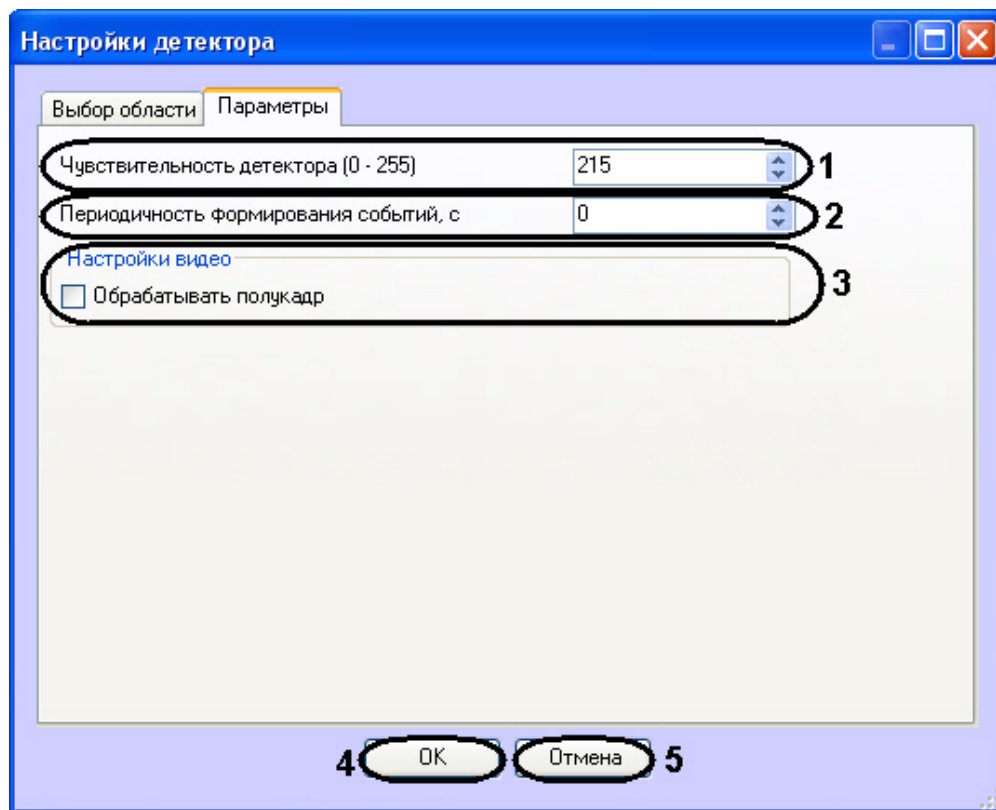 Настройки детектора
Выбор области
Параметры
Чувствительность детектора (0 - 255) 215 1
Периодичность формирования событий, с 0 2
Настройки видео
Обрабатывать полукадр 3
4 OK Отмена 5